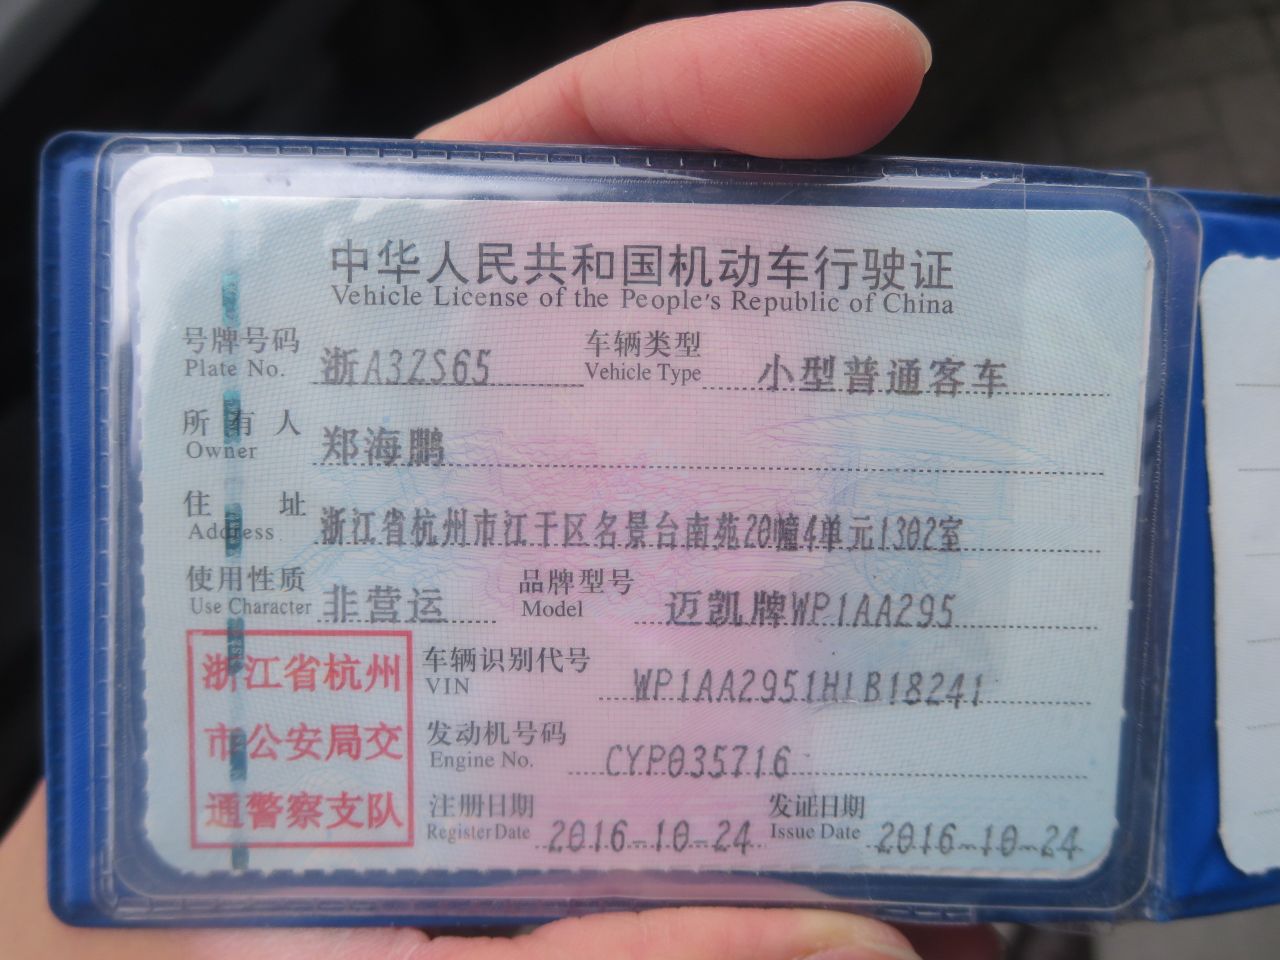 中华人民共和国机动车行驶证
Vehicle License of the People's Republic of China
号牌号码 浙A3ZS65 车辆类型 小型普通客车
Plate No. Vehicle Type
所有人 郑海鹏
Owner
住址 浙江省杭州市江干区名景台南苑20幢4单元1302室
Address
使用性质 非营运 品牌型号 迈凯牌WP1AA295
Use Character Model
浙江省杭州
市公安局交
通警察支队
车辆识别代号 WP1AA2951HLB18241
VIN
发动机号码 CYP035716
Engine No.
注册日期 2016-10-24 发证日期 2016-10-24
Register Date Issue Date